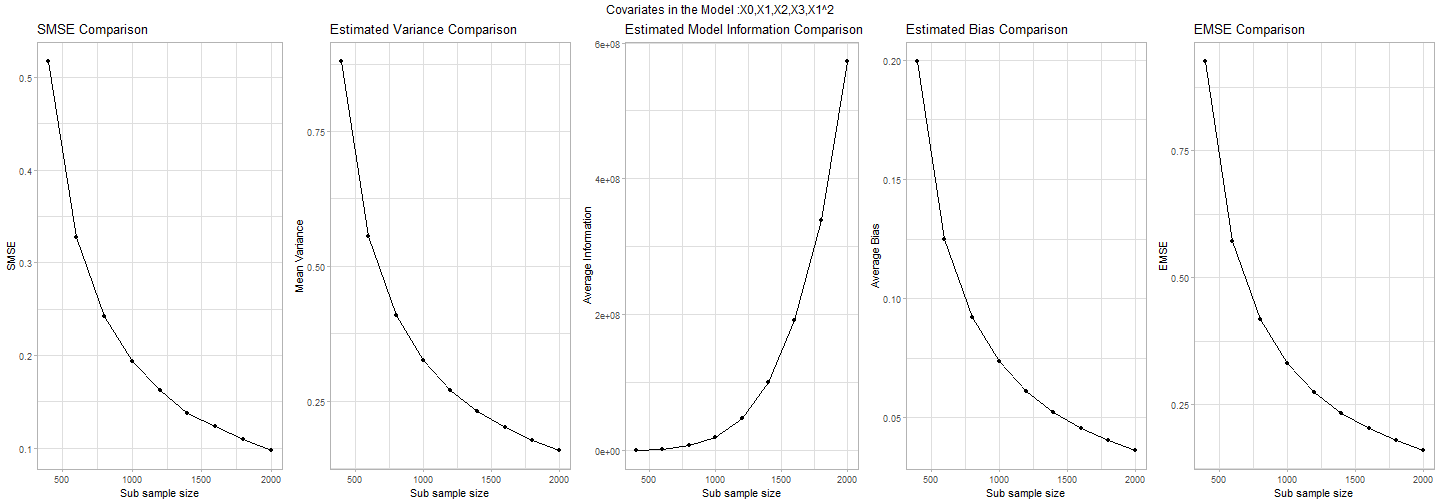 Covariates in the Model :X0,X1,X2,X3,X1^2
SMSE Comparison
SMSE
0.5
0.4
0.3
0.2
0.1
500 1000 1500 2000
Sub sample size
Estimated Variance Comparison
Mean Variance
0.75
0.50
0.25
500 1000 1500 2000
Sub sample size
Estimated Model Information Comparison
Average Information
6e+08
4e+08
2e+08
0e+00
500 1000 1500 2000
Sub sample size
Estimated Bias Comparison
Average Bias
0.20
0.15
0.10
0.05
500 1000 1500 2000
Sub sample size
EMSE Comparison
EMSE
0.75
0.50
0.25
500 1000 1500 2000
Sub sample size